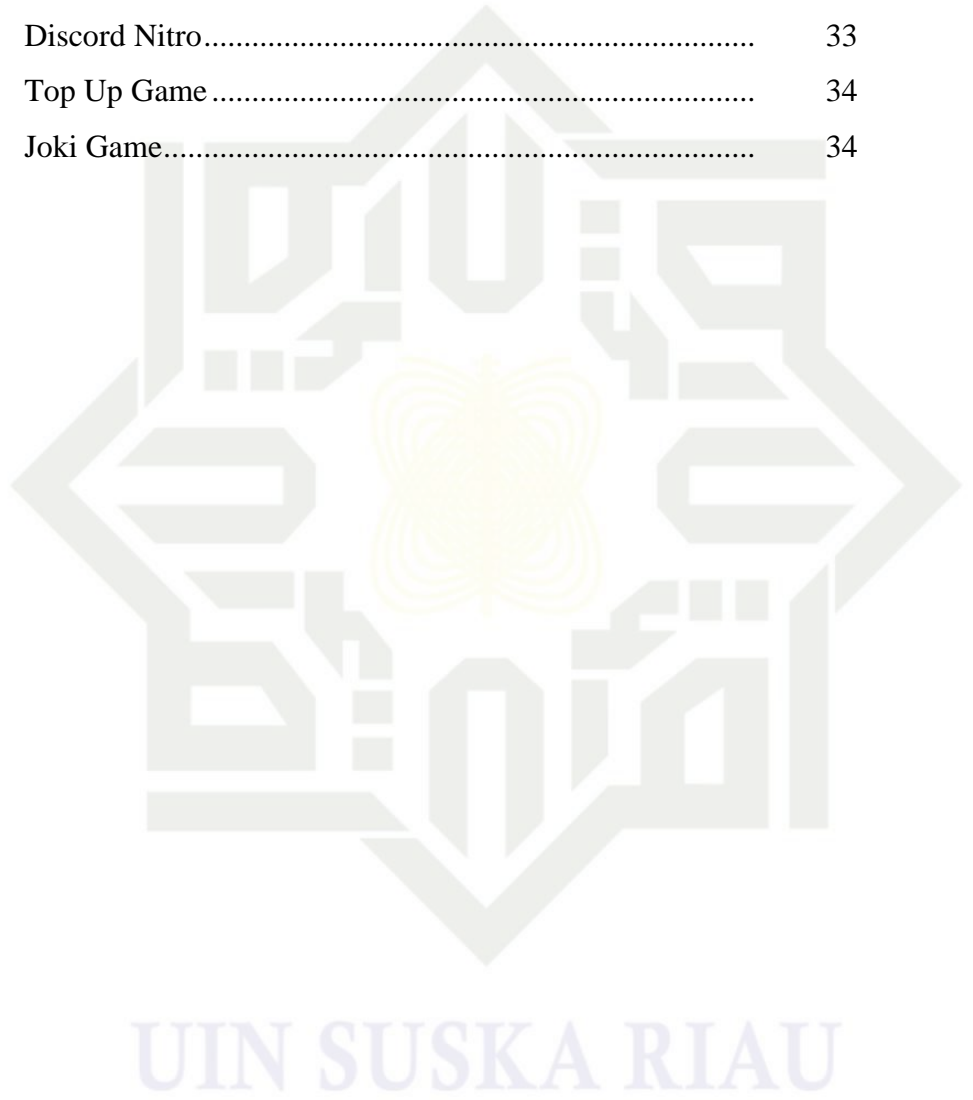 Discord Nitro.................................................................... 33
Top Up Game ................................................................... 34
Joki Game......................................................................... 34
UIN SUSKA RIAU